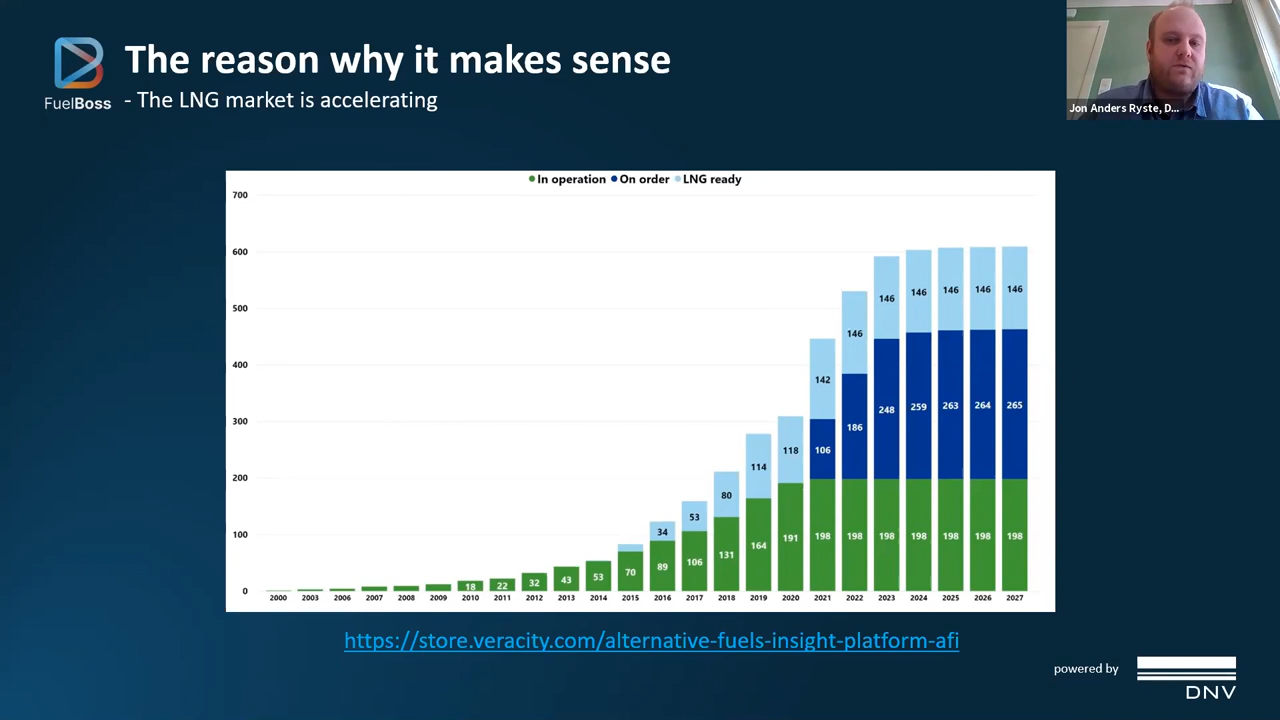 The reason why it makes sense
- The LNG market is accelerating
FuelBoss
Jon Anders Ryste, D...
In operation On order LNG ready
700
600
500
400
300
200
100
0
146 146 146 146 146 146 142 118 114 80 53 34
106 186 248 259 263 264 265
18 22 32 43 53 70 89 106 131 164 191 198 198 198 198 198 198 198
2000 2003 2006 2007 2008 2009 2010 2011 2012 2013 2014 2015 2016 2017 2018 2019 2020 2021 2022 2023 2024 2025 2026 2027
https://store.veracity.com/alternative-fuels-insight-platform-afi
powered by
DNV